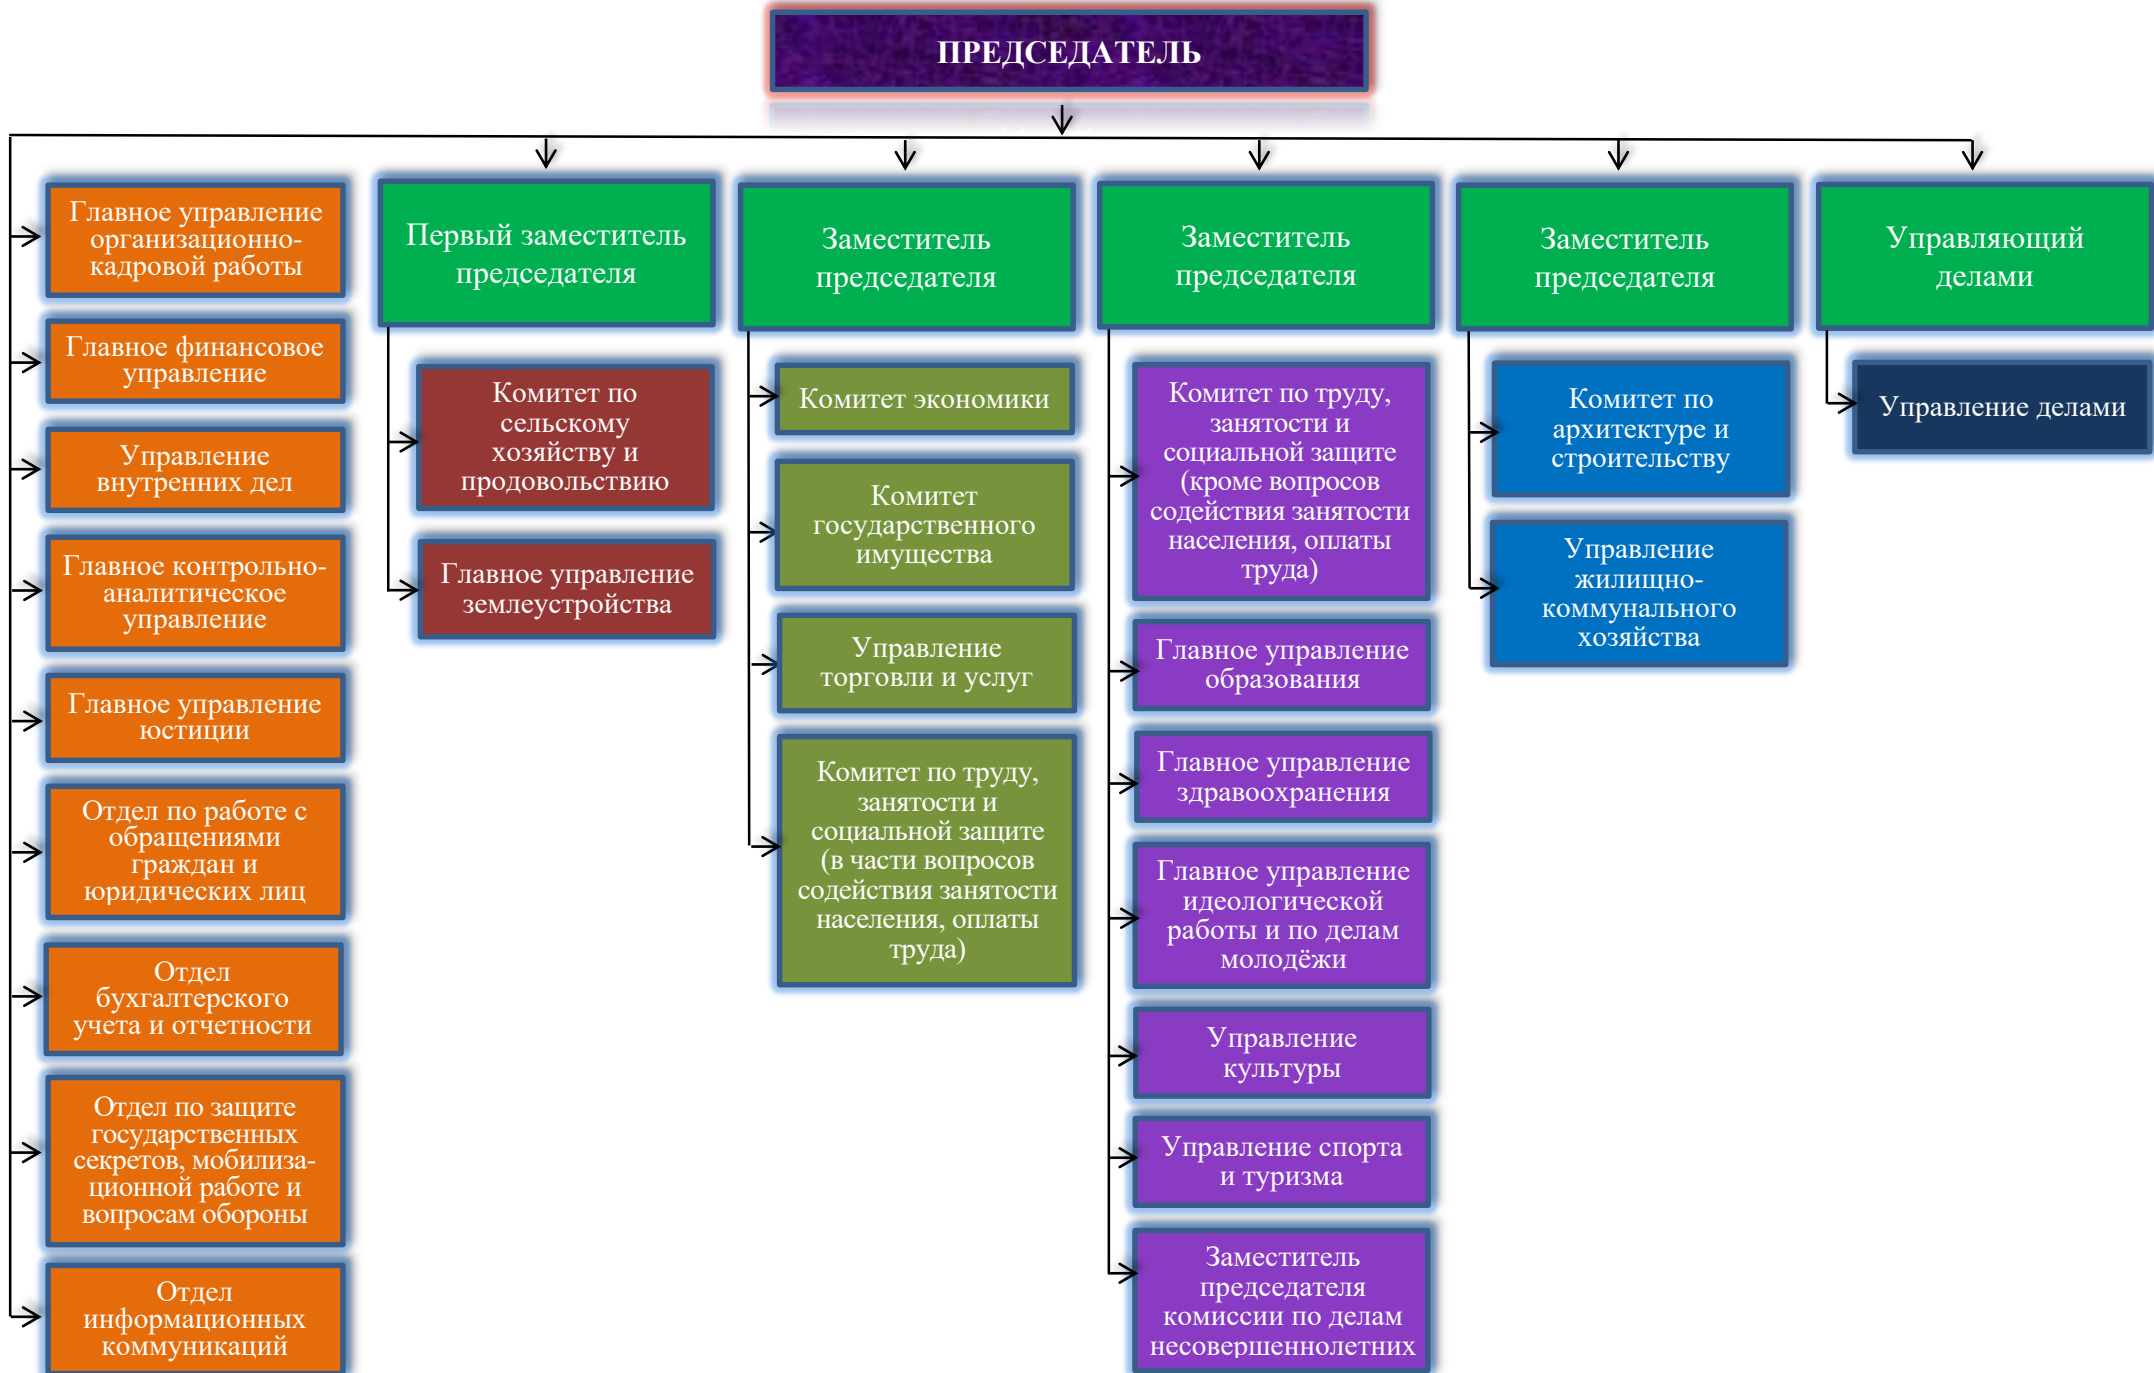 ПРЕДСЕДАТЕЛЬ
Главное управление
организационно-
кадровой работы
Главное финансовое
управление
Управление
внутренних дел
Главное контрольно-
аналитическое
управление
Главное управление
юстиции
Отдел по работе с
обращениями
граждан и
юридических лиц
Отдел
бухгалтерского
учета и отчетности
Отдел по защите
государственных
секретов, мобилиза-
ционной работе и
вопросам обороны
Отдел
информационных
коммуникаций
Первый заместитель
председателя
Комитет по
сельскому
хозяйству и
продовольствию
Главное управление
землеустройства
Заместитель
председателя
Комитет экономики
Комитет
государственного
имущества
Управление
торговли и услуг
Комитет по труду,
занятости и
социальной защите
(в части вопросов
содействия занятости
населения, оплаты
труда)
Заместитель
председателя
Комитет по труду,
занятости и
социальной защите
(кроме вопросов
содействия занятости
населения, оплаты
труда)
Главное управление
образования
Главное управление
здравоохранения
Главное управление
идеологической
работы и по делам
молодёжи
Управление
культуры
Управление спорта
и туризма
Заместитель
председателя
комиссии по делам
несовершеннолетних
Заместитель
председателя
Комитет по
архитектуре и
строительству
Управление
жилищно-
коммунального
хозяйства
Управляющий
делами
Управление делами